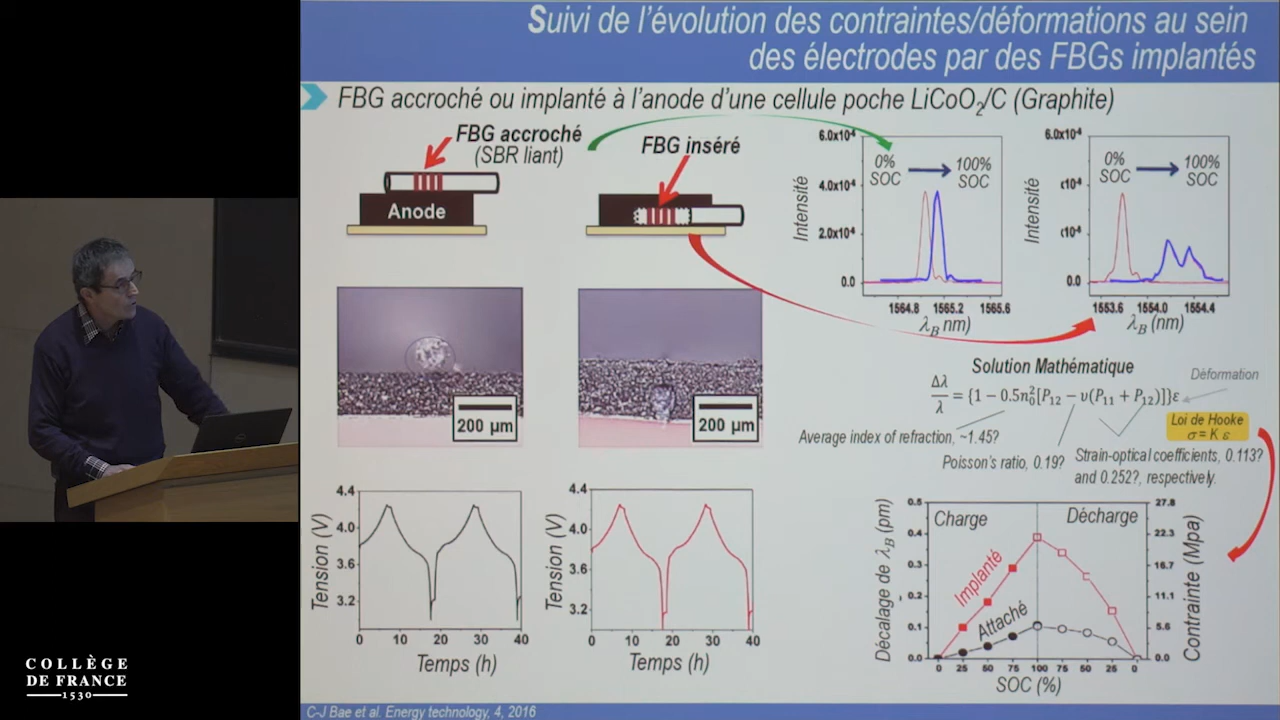 Suivi de l'évolution des contraintes/déformations au sein
des électrodes par des FBGs implantés
FBG accroché ou implanté à l'anode d'une cellule poche LiCoO₂/C (Graphite)
FBG accroché
(SBR liant)
Anode
FBG inséré
200 µm
200 µm
Tension (V)
4.4
4.0
3.6
3.2
0
10
20
30
40
Temps (h)
Tension (V)
4.4
4.0
3.6
3.2
0
20
40
Temps (h)
Intensité
6.0x10⁴
4.0x10⁴
2.0x10⁴
0.0
0%
SOC
100%
SOC
1564.8
1565.2
1565.6
λB nm)
Intensité
6.0x10⁴
0.0
0%
SOC
100%
SOC
1553.6
1554.0
1554.4
λB (nm)
Solution Mathématique
Δλ/λ = {1 − 0.5n₀²[P₁₂ − υ(P₁₁ + P₁₂)]}ε
Déformation
Loi de Hooke
σ= K ε
Average index of refraction, ~1.45?
Poisson's ratio, 0.19?
Strain-optical coefficients, 0.113?
and 0.252?, respectively.
Décalage de λB (pm)
0.5
0.4
0.3
0.2
0.1
0.0
Charge
Décharge
Implanté
Attaché
27.8
22.3
16.7
11.1
5.6
0.0
Contrainte (Mpa)
0
25
50
75
100
75
50
25
0
SOC (%)
C-J Bae et al. Energy technology, 4, 2016
COLLÈGE
DE FRANCE
1530